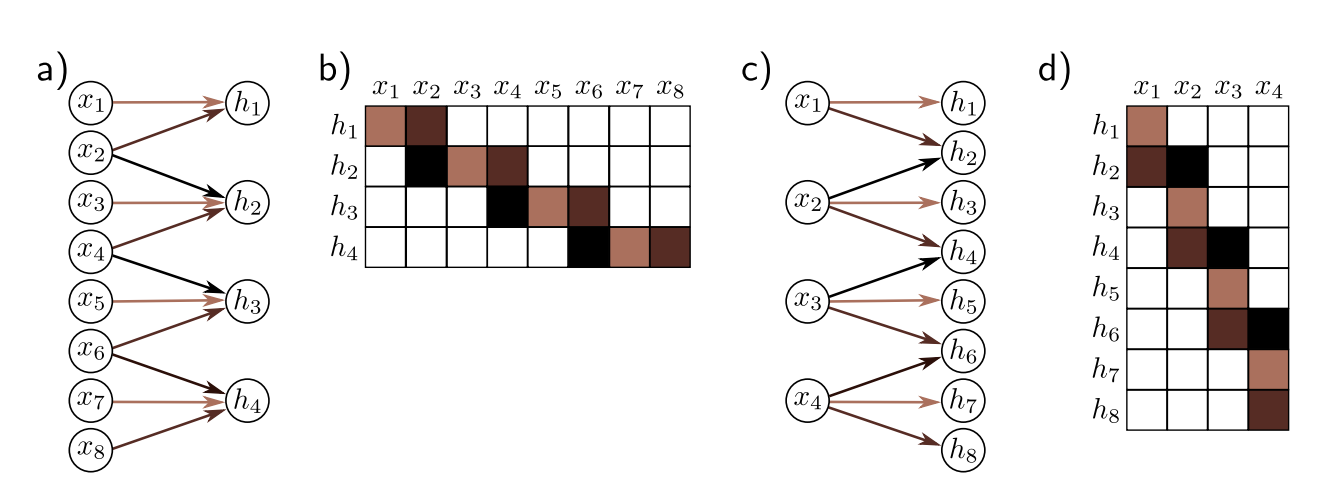 a)
x₁
x₂
x₃
x₄
x₅
x₆
x₇
x₈
h₁
h₂
h₃
h₄
b)
x₁ x₂ x₃ x₄ x₅ x₆ x₇ x₈
h₁
h₂
h₃
h₄
c)
x₁
x₂
x₃
x₄
h₁
h₂
h₃
h₄
h₅
h₆
h₇
h₈
d)
x₁ x₂ x₃ x₄
h₁
h₂
h₃
h₄
h₅
h₆
h₇
h₈